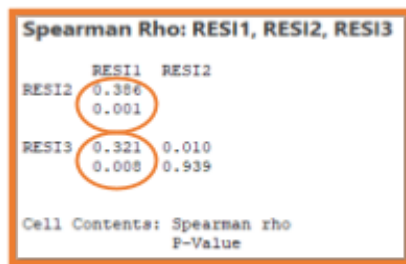 Spearman Rho: RESI1, RESI2, RESI3
RESI1 RESI2
RESI2 0.386
0.001
RESI3 0.321 0.010
0.008 0.939
Cell Contents: Spearman rho
P-Value